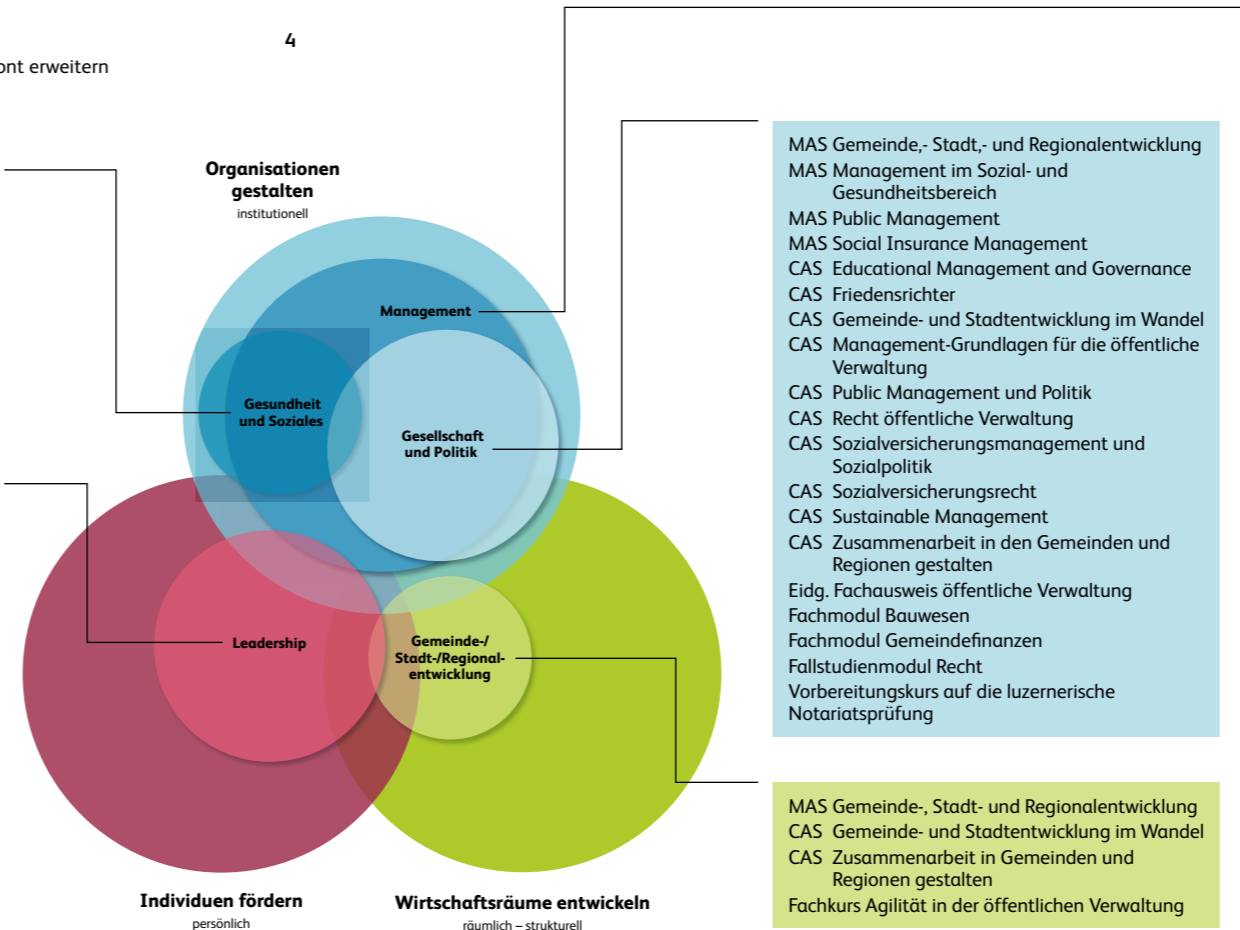 4
ont erweitern
Organisationen
gestalten
institutionell
Management
Gesundheit
und Soziales
Gesellschaft
und Politik
Leadership
Gemeinde-/
Stadt-/Regional-
entwicklung
Individuen fördern
persönlich
Wirtschaftsräume entwickeln
räumlich – strukturell
MAS Gemeinde,- Stadt,- und Regionalentwicklung
MAS Management im Sozial- und
Gesundheitsbereich
MAS Public Management
MAS Social Insurance Management
CAS Educational Management and Governance
CAS Friedensrichter
CAS Gemeinde- und Stadtentwicklung im Wandel
CAS Management-Grundlagen für die öffentliche
Verwaltung
CAS Public Management und Politik
CAS Recht öffentliche Verwaltung
CAS Sozialversicherungsmanagement und
Sozialpolitik
CAS Sozialversicherungsrecht
CAS Sustainable Management
CAS Zusammenarbeit in den Gemeinden und
Regionen gestalten
Eidg. Fachausweis öffentliche Verwaltung
Fachmodul Bauwesen
Fachmodul Gemeindefinanzen
Fallstudienmodul Recht
Vorbereitungskurs auf die luzernerische
Notariatsprüfung
MAS Gemeinde-, Stadt- und Regionalentwicklung
CAS Gemeinde- und Stadtentwicklung im Wandel
CAS Zusammenarbeit in Gemeinden und
Regionen gestalten
Fachkurs Agilität in der öffentlichen Verwaltung